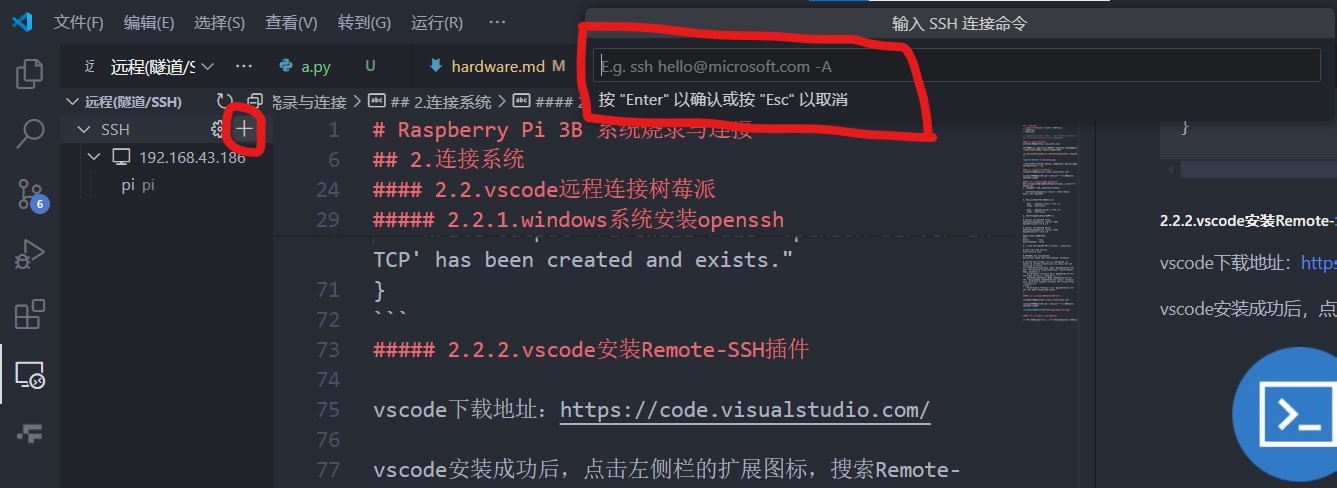 文件(F) 编辑(E) 选择(S) 查看(V) 转到(G) 运行(R) ···
输入 SSH 连接命令
E.g. ssh hello@microsoft.com -A
按 "Enter" 以确认或按 "Esc" 以取消
远程(隧道/S ··· a.py U hardware.md M
远程(隧道/SSH)
烧录与连接 > ## 2.连接系统 > #### 2
SSH
192.168.43.186
pi pi
6
1 # Raspberry Pi 3B 系统烧录与连接
6 ## 2.连接系统
24 #### 2.2.vscode远程连接树莓派
29 ##### 2.2.1.windows系统安装openssh
TCP' has been created and exists."
71 }
72 ```
73 ##### 2.2.2.vscode安装Remote-SSH插件
74
75 vscode下载地址：https://code.visualstudio.com/
76
77 vscode安装成功后，点击左侧栏的扩展图标，搜索Remote-
}
2.2.2.vscode安装Remote-
vscode下载地址：https
vscode安装成功后，点